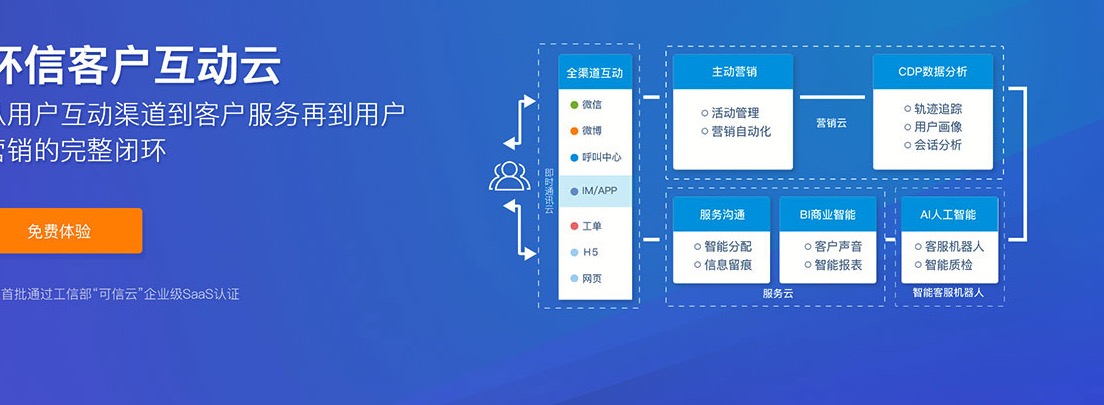 环信客户互动云
从用户互动渠道到客户服务再到用户
营销的完整闭环
免费体验
首批通过工信部“可信云”企业级SaaS认证
即时通讯云
全渠道互动
微信
微博
呼叫中心
IM/APP
工单
H5
网页
主动营销
活动管理
营销自动化
营销云
CDP数据分析
轨迹追踪
用户画像
会话分析
服务沟通
智能分配
信息留痕
BI商业智能
客户声音
智能报表
服务云
AI人工智能
客服机器人
智能质检
智能客服机器人